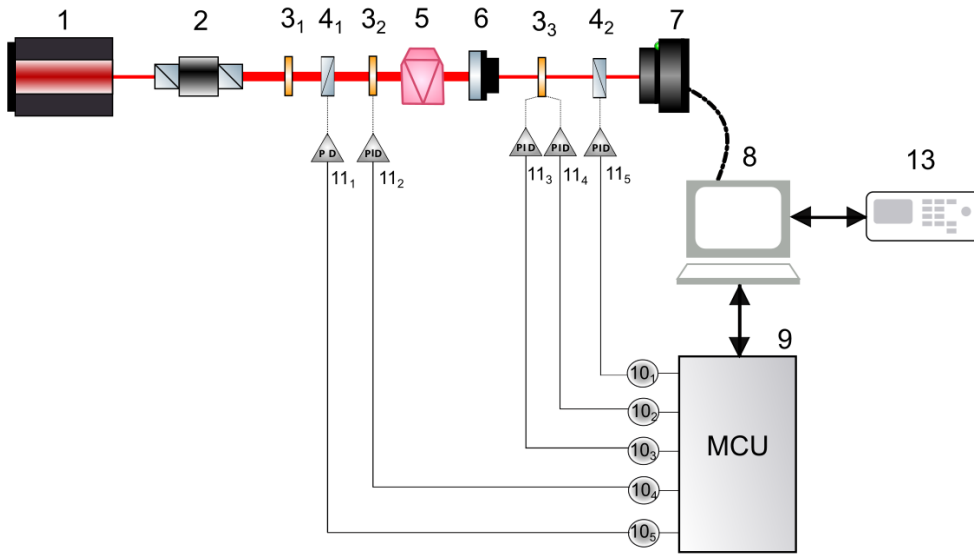 1 2 3₁ 4₁ 3₂ 5 6 3₃ 4₂ 7
P D PID PID PID PID
11₁ 11₂ 11₃ 11₄ 11₅
8 13
9
10₁
10₂
MCU
10₃
10₄
10₅